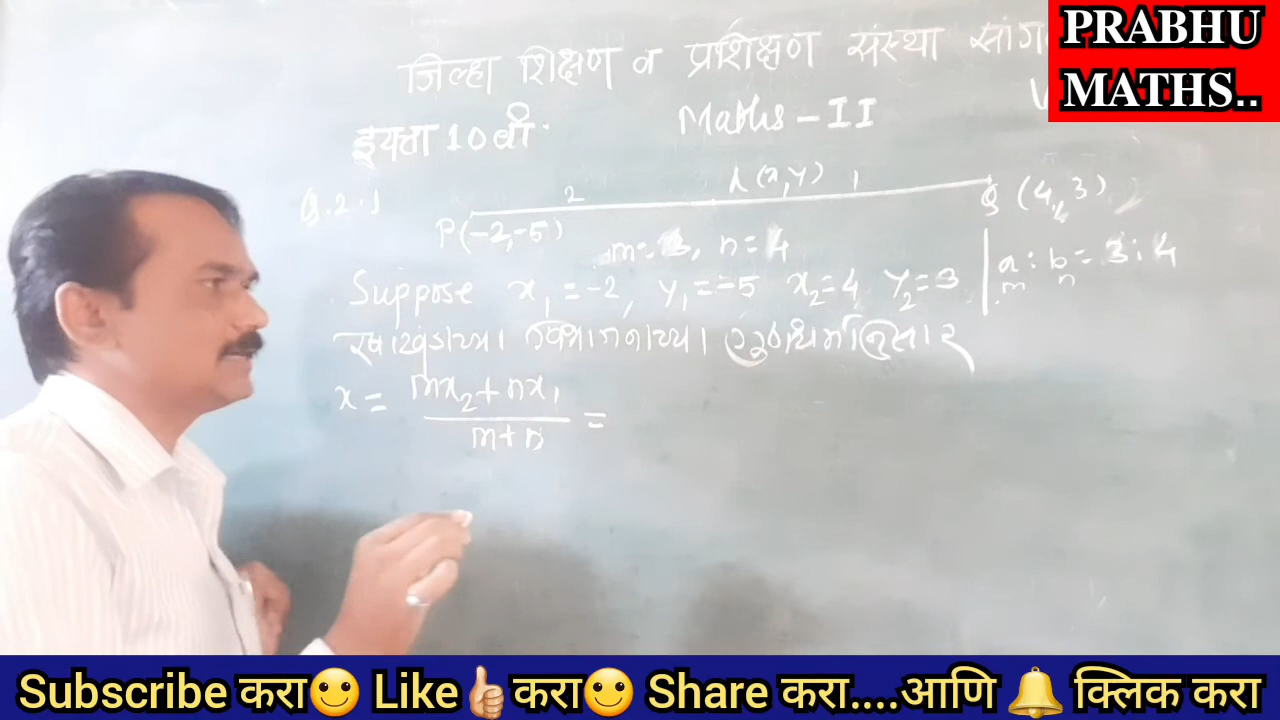 PRABHU
MATHS..
जिल्हा शिक्षण व प्रशिक्षण संस्था सांग
इयत्ता 10वी.
Maths - II
Q.2.1
2 A (x,y) 1
P(-2,-5) Q (4,3)
m=3, n=4
a : b = 3 : 4
m n
Suppose x₁ =-2, y₁ = -5 x₂=4 y₂=3
विभाजनाच्या
x = mx₂+nx₁ / m+n =
Subscribe करा🙂 Like👍करा🙂 Share करा....आणि 🔔 क्लिक करा